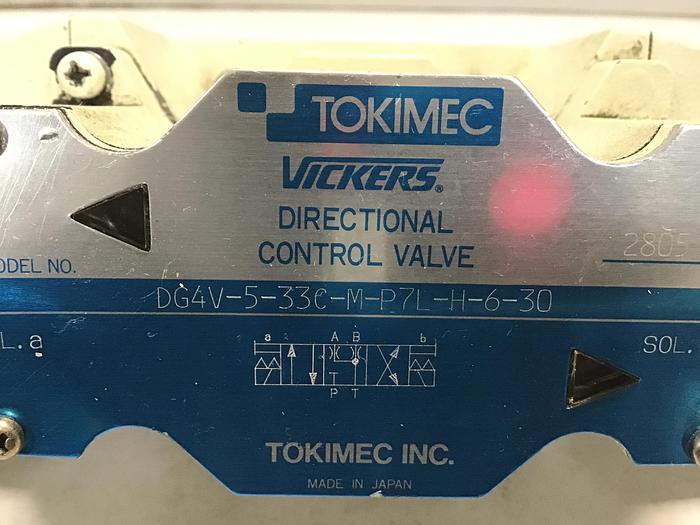 TOKIMEC
VICKERS®
DIRECTIONAL
CONTROL VALVE
2805
ODEL NO.
DG4V-5-33C-M-P7L-H-6-30
L.a
a A B b
T
P T
SOL.
TOKIMEC INC.
MADE IN JAPAN